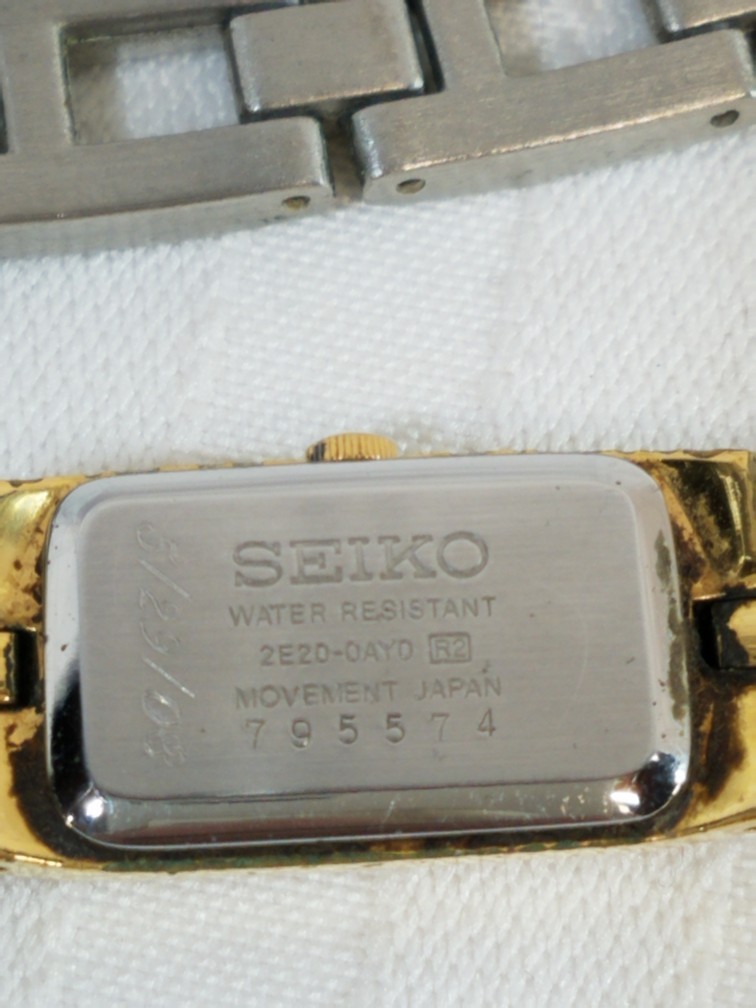 SEIKO
WATER RESISTANT
2E20-0AY0 R2
MOVEMENT JAPAN
795574